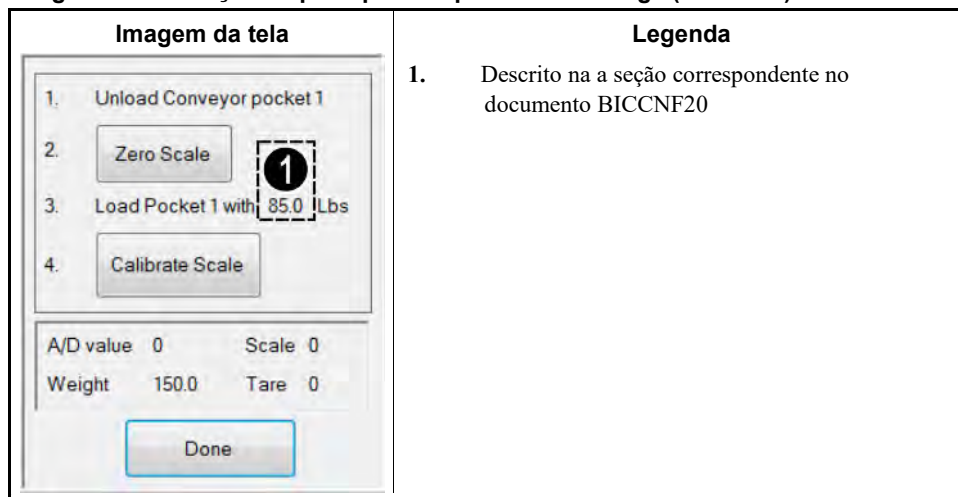 Imagem da tela
Legenda
1. Unload Conveyor pocket 1
2. Zero Scale
1
3. Load Pocket 1 with 85.0 Lbs
4. Calibrate Scale
A/D value 0 Scale 0
Weight 150.0 Tare 0
Done
1. Descrito na a seção correspondente no
documento BICCNF20